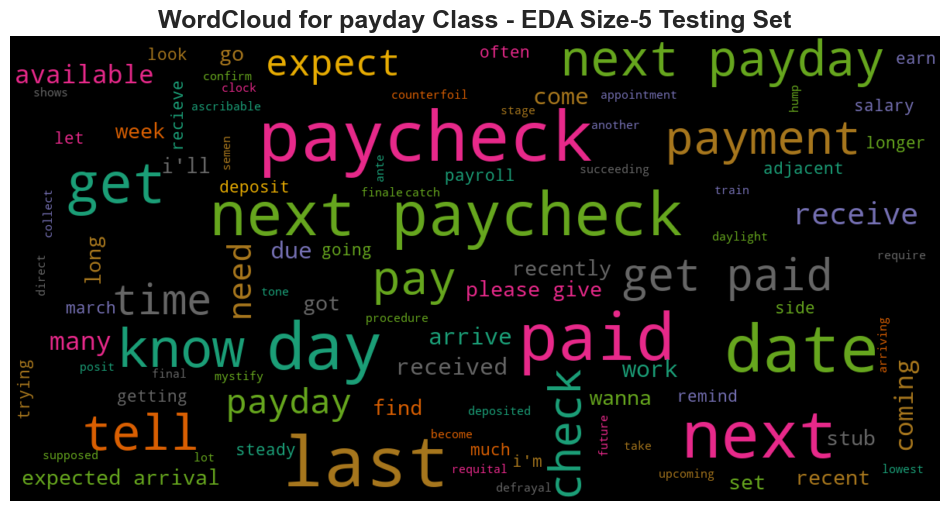 WordCloud for payday Class - EDA Size-5 Testing Set
look
go
expect
often
next payday
earn
available
confirm
clock
shows
ascribable
recieve
counterfoil
come
appointment
hump
salary
stage
let
week
paycheck
another
payment
longer
i'll
semen
ante
payroll
succeeding
adjacent
get
deposit
finale
catch
train
collect
next paycheck
receive
daylight
due
going
long
need
direct
pay
recently
get paid
require
please give
tone
march
time
got
side
procedure
many
know
day
arrive
paid
date
arriving
posit
final
mystify
received
work
trying
getting
payday
find
deposited
check
wanna
remind
coming
tell
last
become
future
next
stub
supposed
lot
steady
much
take
requital
i'm
upcoming
lowest
expected arrival
defrayal
set
recent